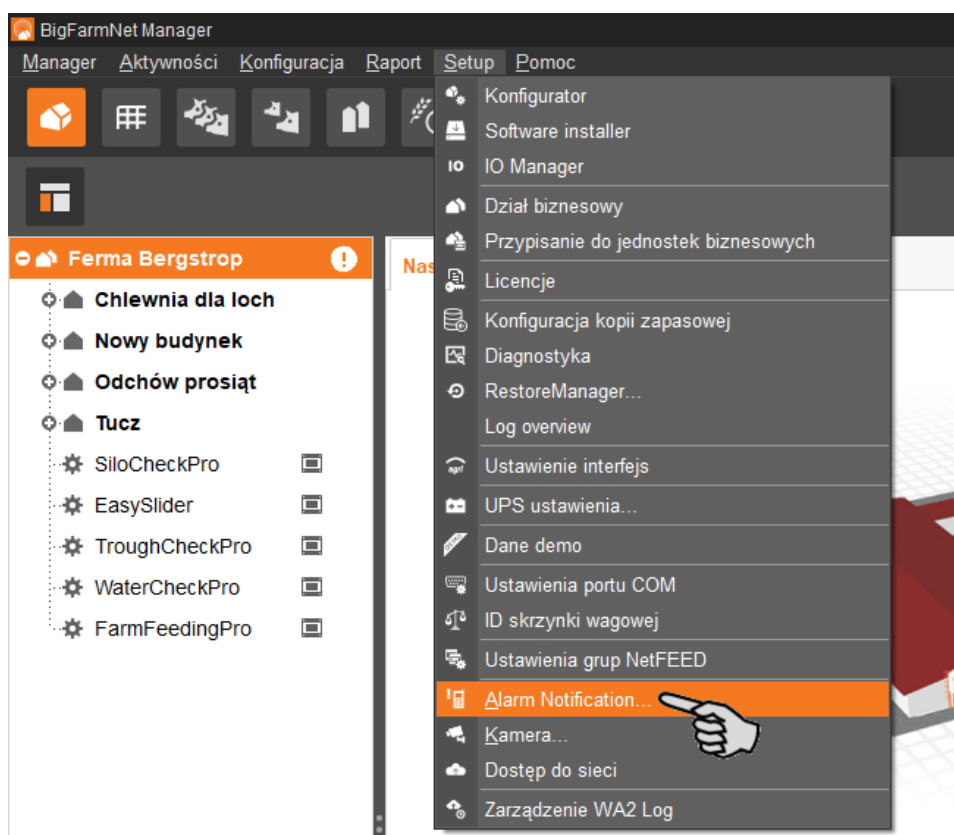 BigFarmNet Manager
Manager Aktywności Konfiguracja Raport Setup Pomoc
Konfigurator
Software installer
IO IO Manager
Dział biznesowy
Przypisanie do jednostek biznesowych
Licencje
Konfiguracja kopii zapasowej
Diagnostyka
RestoreManager...
Log overview
Ustawienie interfejs
UPS ustawienia...
DEMO Dane demo
Ustawienia portu COM
ID skrzynki wagowej
Ustawienia grup NetFEED
Alarm Notification...
Kamera...
Dostęp do sieci
Zarządzenie WA2 Log
Ferma Bergstrop
Chlewnia dla loch
Nowy budynek
Odchów prosiąt
Tucz
SiloCheckPro
EasySlider
TroughCheckPro
WaterCheckPro
FarmFeedingPro
Nas